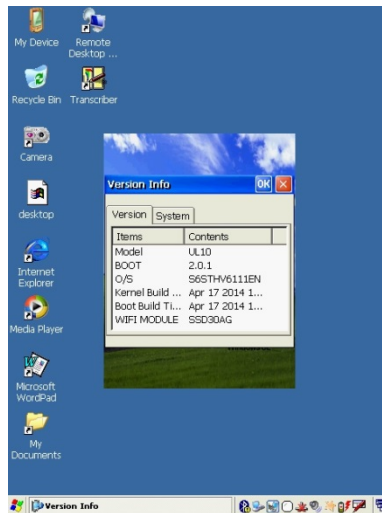 My Device
Remote
Desktop ...
Recycle Bin
Transcriber
Camera
desktop
Internet
Explorer
Media Player
Microsoft
WordPad
My
Documents
Version Info
OK
Version
System
Items
Contents
Model
UL10
BOOT
2.0.1
O/S
S6STHV6111EN
Kernel Build ...
Apr 17 2014 1...
Boot Build Ti...
Apr 17 2014 1...
WIFI MODULE
SSD30AG
Version Info